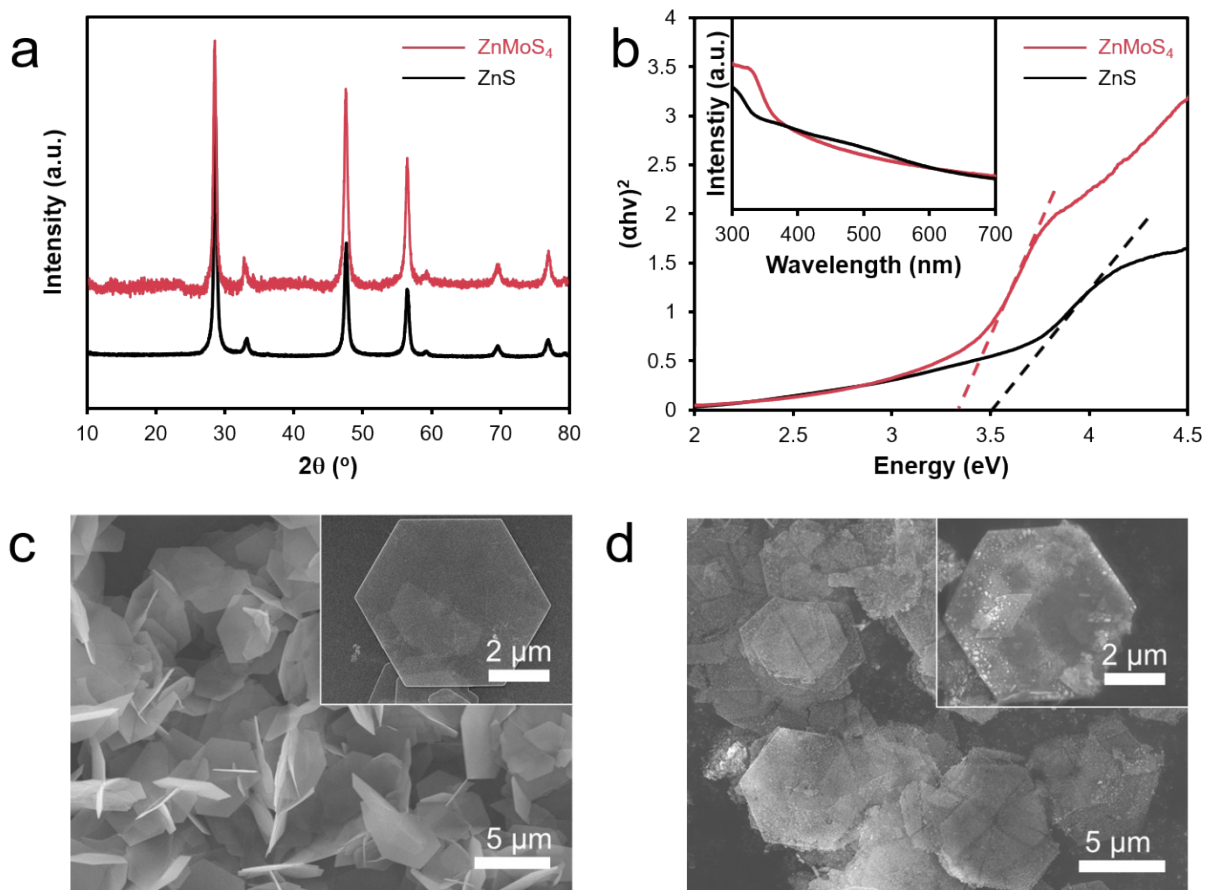 a
ZnMoS₄
ZnS
Intensity (a.u.)
10 20 30 40 50 60 70 80
2θ (º)
b
ZnMoS₄
ZnS
(αhv)²
4
3.5
3
2.5
2
1.5
1
0.5
0
2 2.5 3 3.5 4 4.5
Energy (eV)
Intenstiy (a.u.)
300 400 500 600 700
Wavelength (nm)
c
2 µm
5 µm
d
2 µm
5 µm